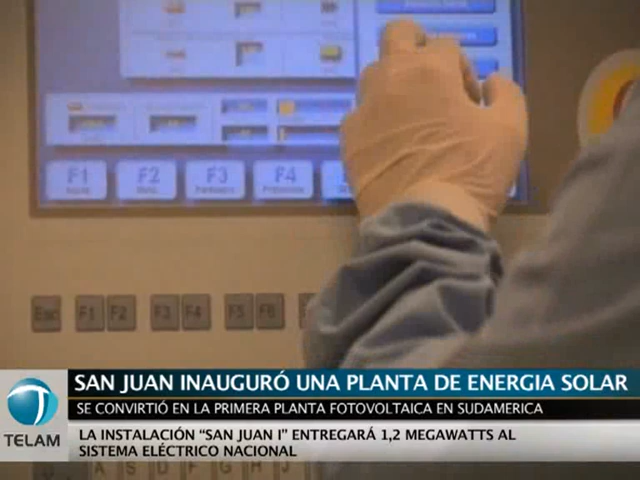 F1 F2 F3 F4
Esc F1 F2 F3 F4 F5 F6
SAN JUAN INAUGURÓ UNA PLANTA DE ENERGIA SOLAR
SE CONVIRTIÓ EN LA PRIMERA PLANTA FOTOVOLTAICA EN SUDAMERICA
TELAM
LA INSTALACIÓN “SAN JUAN I” ENTREGARÁ 1,2 MEGAWATTS AL
SISTEMA ELÉCTRICO NACIONAL
A S D F G H J